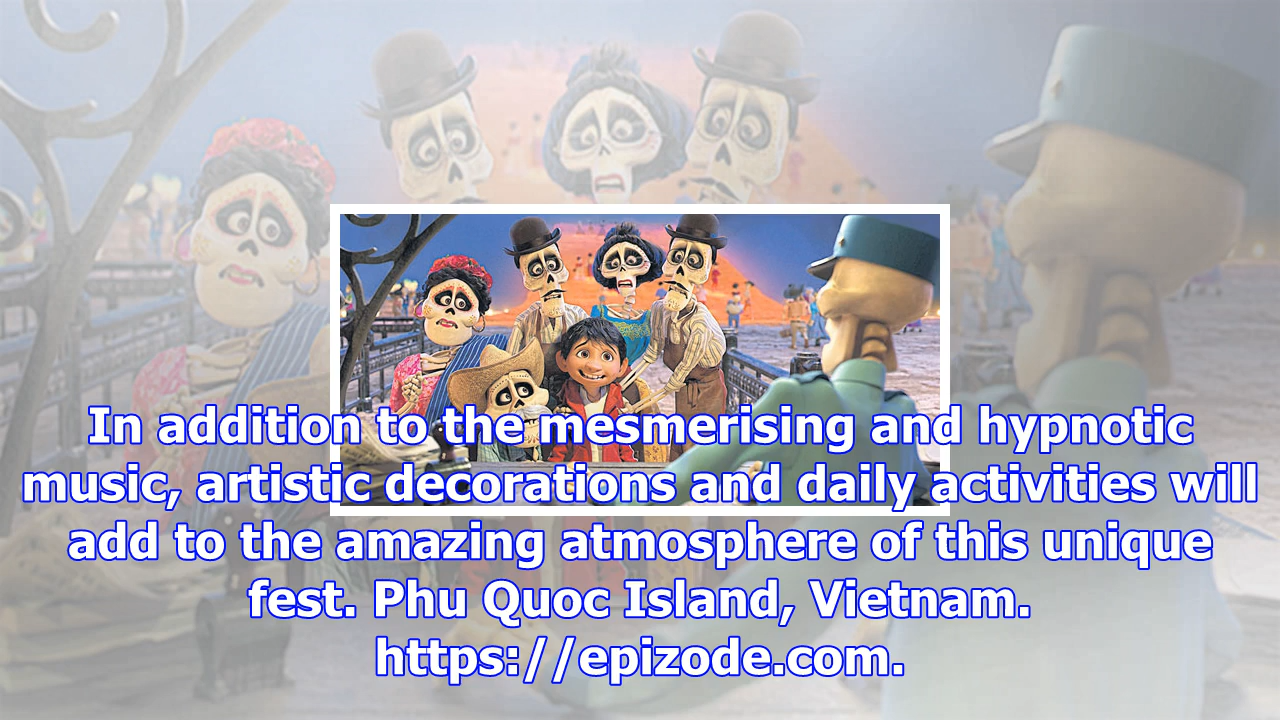 In addition to the mesmerising and hypnotic
music, artistic decorations and daily activities will
add to the amazing atmosphere of this unique
fest. Phu Quoc Island, Vietnam.
https://epizode.com.